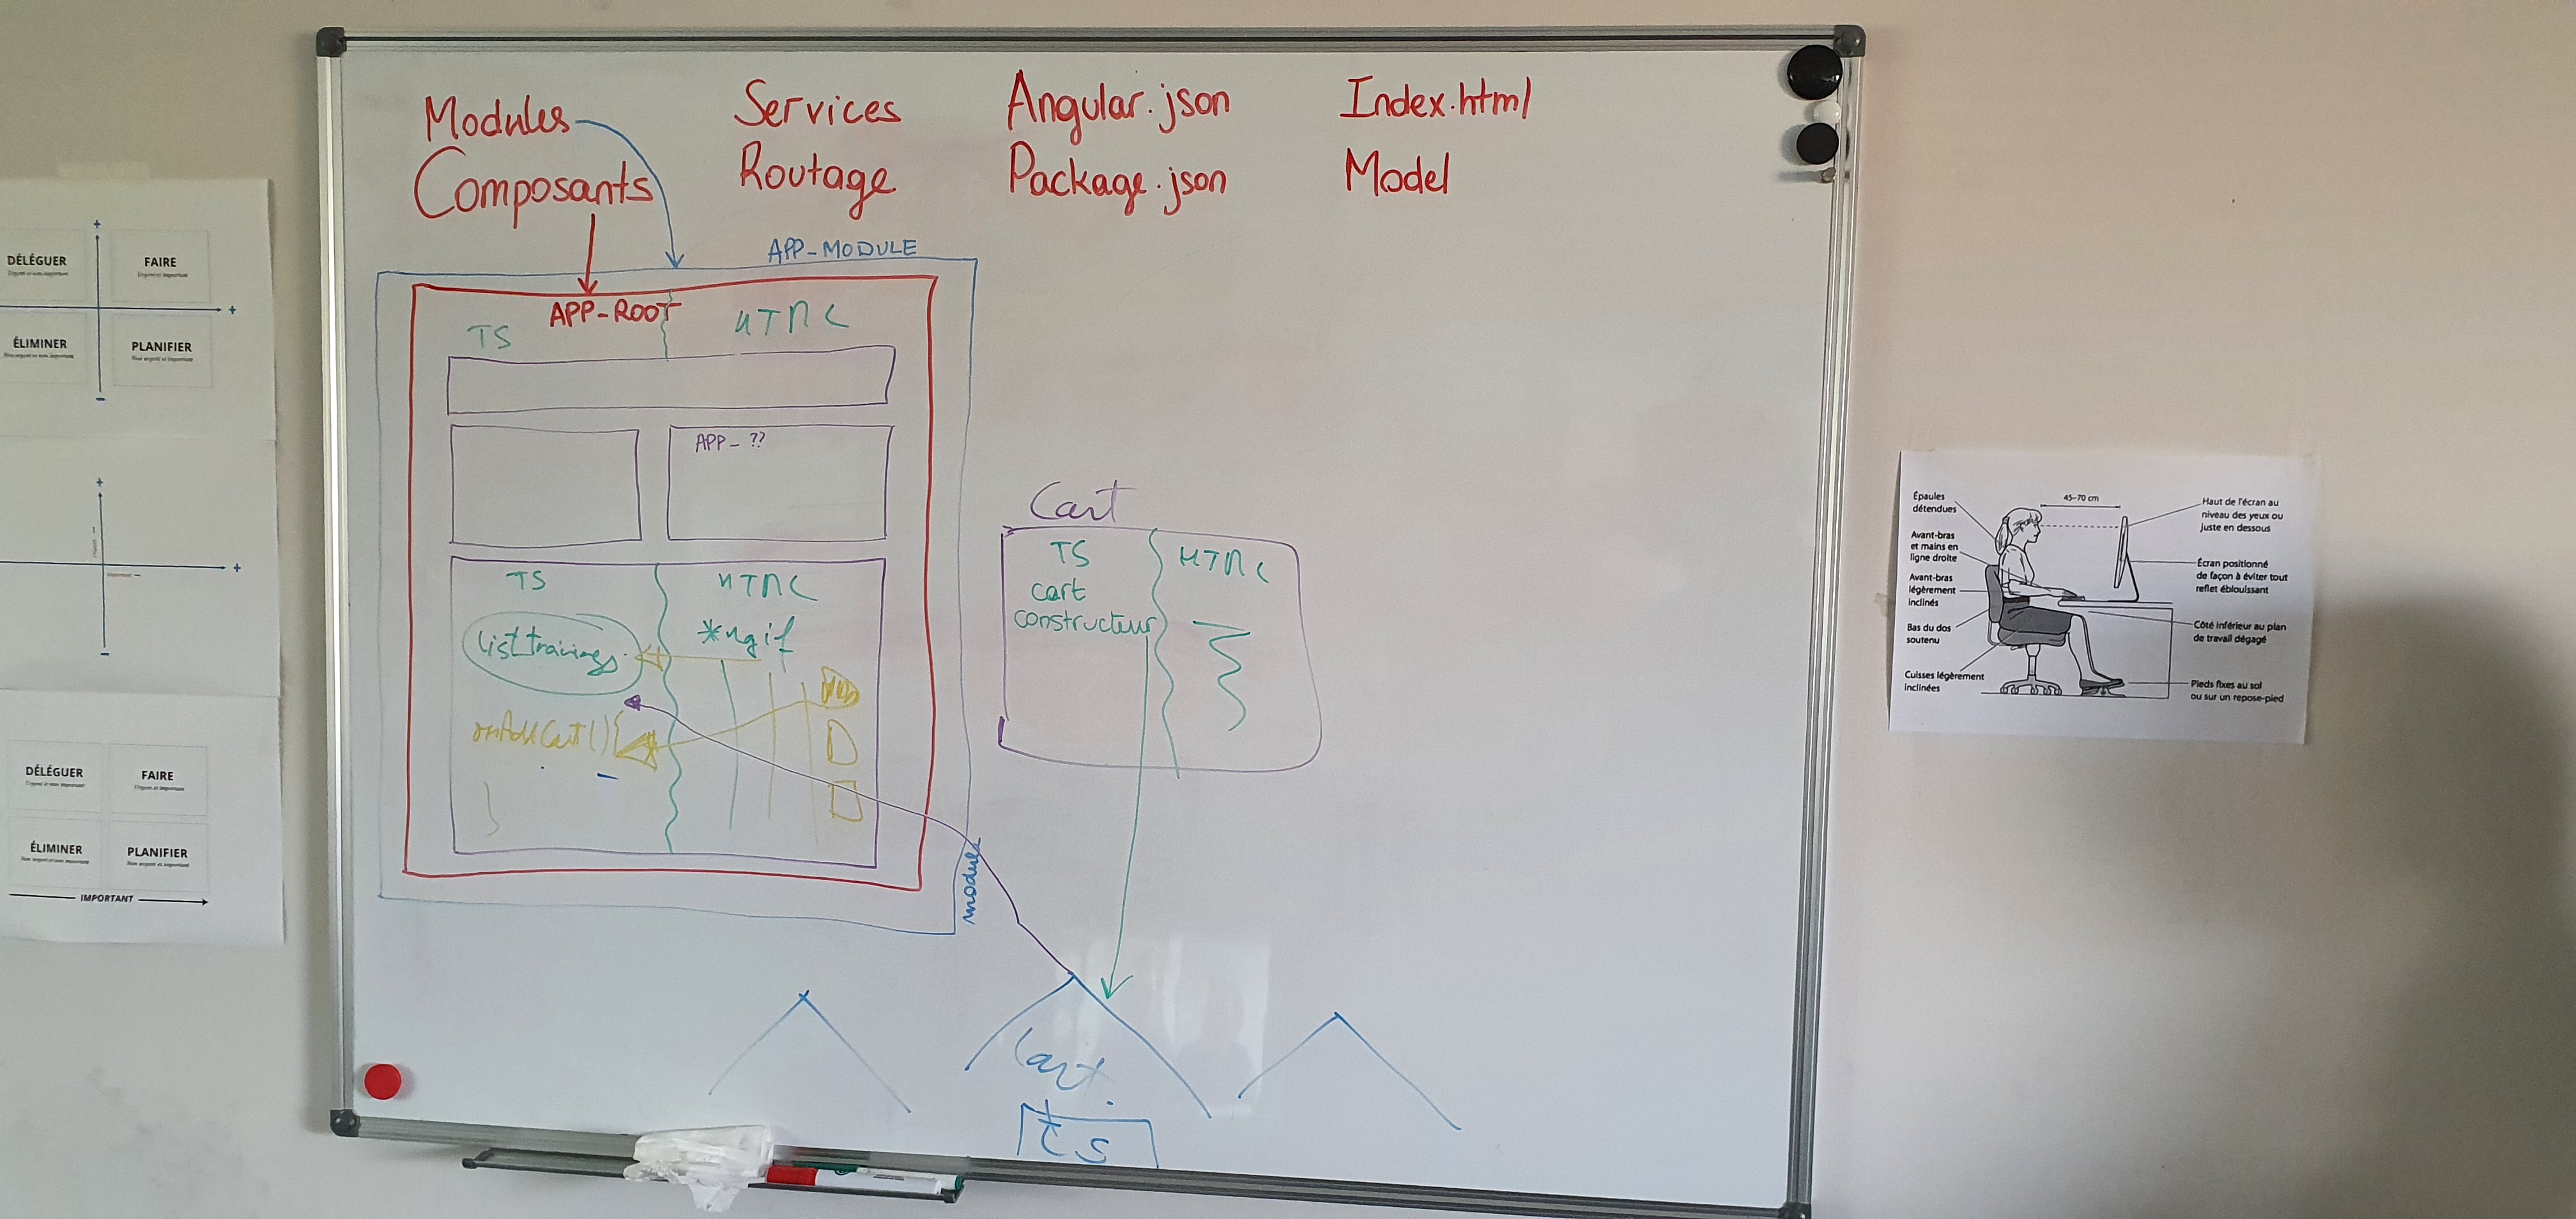 Modules
Composants
Services
Routage
Angular.json
Package.json
Index.html
Model
APP_MODULE
APP-ROOT
TS
HTML
APP_ ??
TS
HTML
list trainings
*ngif
onAddCart(){
}
module
Cart
TS
HTML
cart
constructeur
Cart.
ts
+
DÉLÉGUER
FAIRE
+
ÉLIMINER
PLANIFIER
-
+
+
-
DÉLÉGUER
FAIRE
ÉLIMINER
PLANIFIER
IMPORTANT
Épaules
détendues
Avant-bras
et mains en
ligne droite
Avant-bras
légèrement
inclinés
Bas du dos
soutenu
Cuisses légèrement
inclinées
45–70 cm
Haut de l'écran au
niveau des yeux ou
juste en dessous
Écran positionné
de façon à éviter tout
reflet éblouissant
Côté inférieur au plan
de travail dégagé
Pieds fixes au sol
ou sur un repose-pied